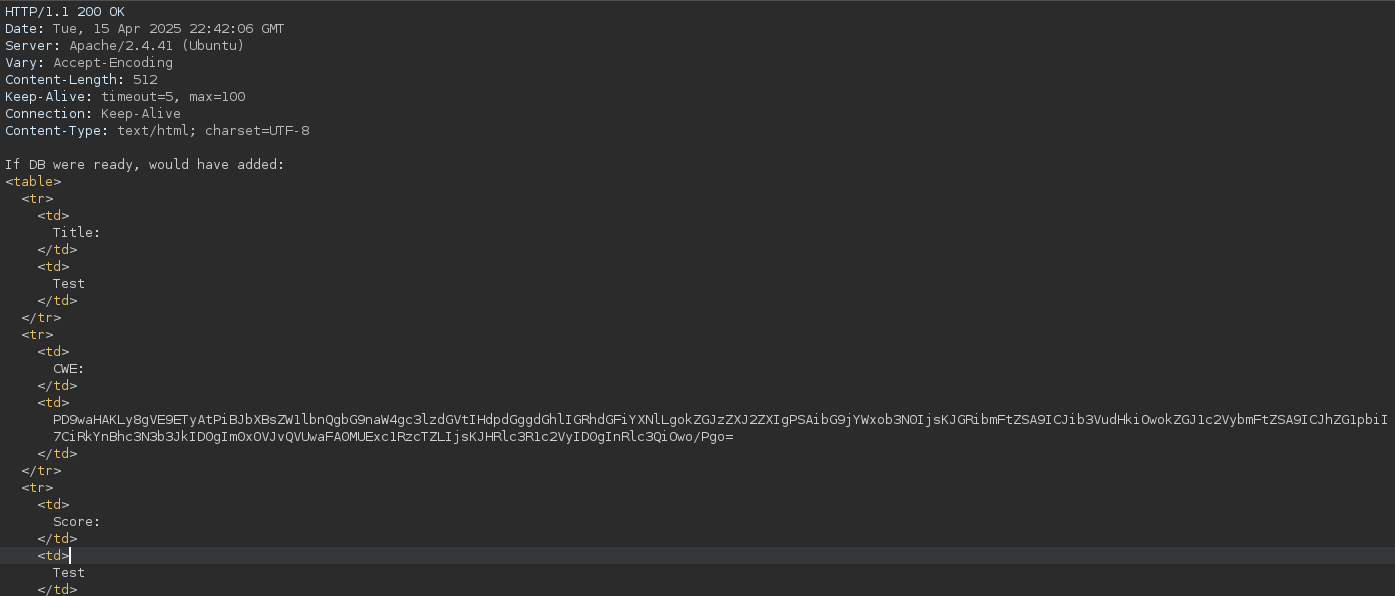 HTTP/1.1 200 OK
Date: Tue, 15 Apr 2025 22:42:06 GMT
Server: Apache/2.4.41 (Ubuntu)
Vary: Accept-Encoding
Content-Length: 512
Keep-Alive: timeout=5, max=100
Connection: Keep-Alive
Content-Type: text/html; charset=UTF-8
If DB were ready, would have added:
<table>
<tr>
<td>
Title:
</td>
<td>
Test
</td>
</tr>
<tr>
<td>
CWE:
</td>
<td>
PD9waHAKLy8gVE9ETyAtPiBJbXBsZW1lbnQgbG9naW4gc3lzdGVtIHdpdGggdGhlIGRhdGFiYXNlLgokZGJzZXJ2ZXIgPSAibG9jYWxob3N0IjsKJGRibmFtZSA9ICJib3VudHkiOwokZGJ1c2VybmFtZSA9ICJhZG1pbiI
7CiRkYnBhc3N3b3JkID0gIm0xOVJvQVUwaFA0MUExc1RzcTZLIjsKJHRlc3R1c2VyID0gInRlc3QiOwo/Pgo=
</td>
</tr>
<tr>
<td>
Score:
</td>
<td>
Test
</td>